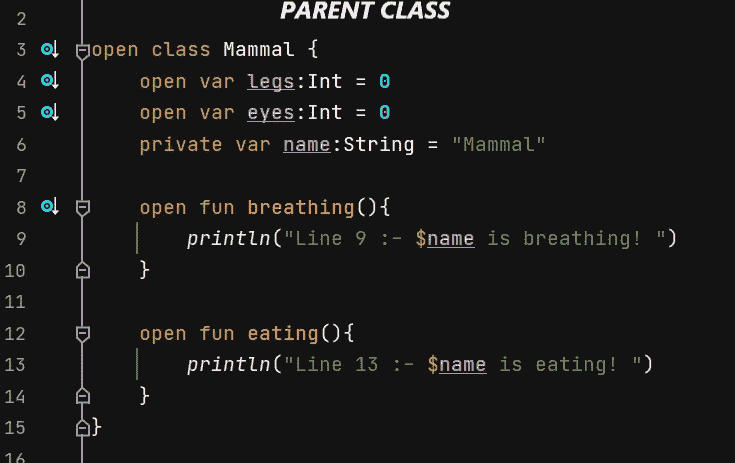 PARENT CLASS
2
3 open class Mammal {
4 open var legs:Int = 0
5 open var eyes:Int = 0
6 private var name:String = "Mammal"
7
8 open fun breathing(){
9 println("Line 9 :- $name is breathing! ")
10 }
11
12 open fun eating(){
13 println("Line 13 :- $name is eating! ")
14 }
15 }
16